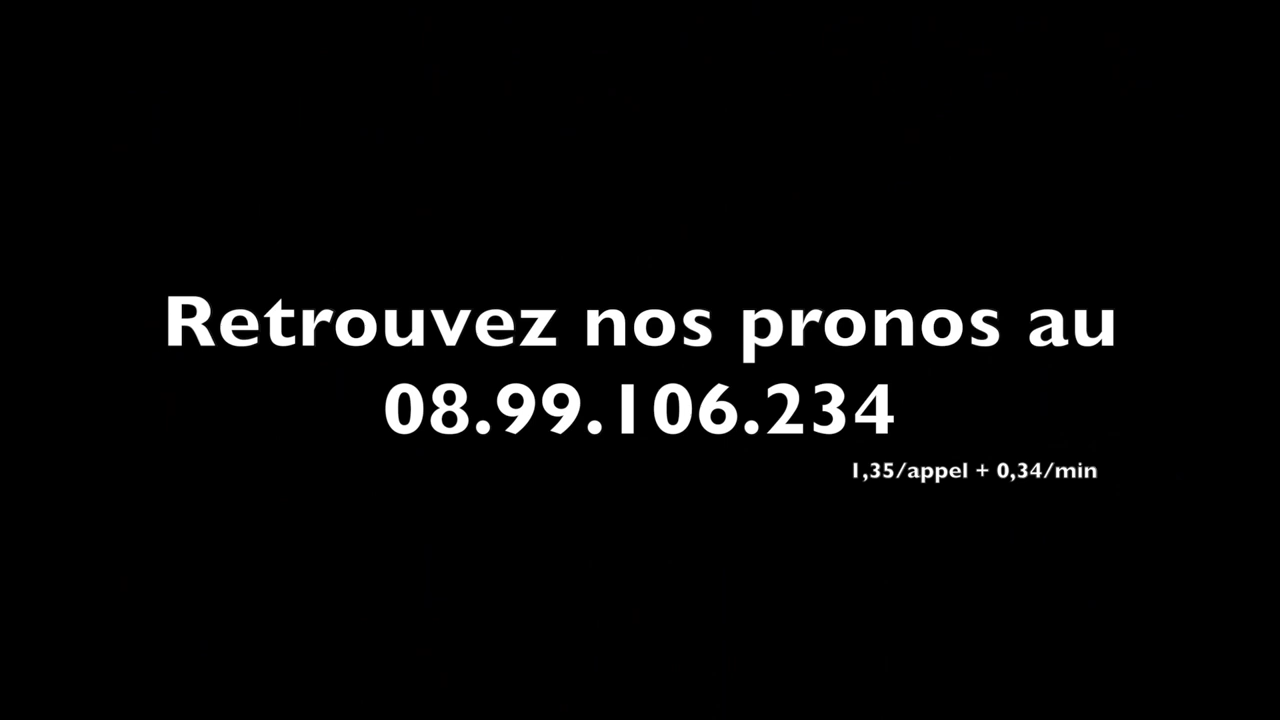 Retrouvez nos pronos au
08.99.106.234
1,35/appel + 0,34/min